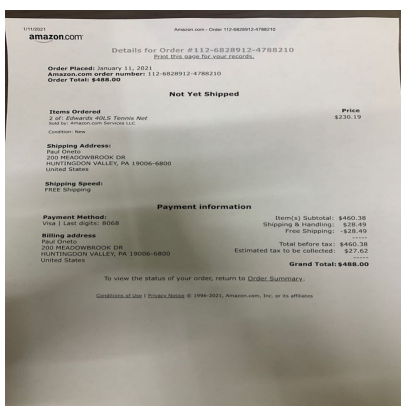 1/11/2021
Amazon.com - Order 112-6828912-4788210
amazon.com
Details for Order #112-6828912-4788210
Print this page for your records.
Order Placed: January 11, 2021
Amazon.com order number: 112-6828912-4788210
Order Total: $488.00
Not Yet Shipped
Items Ordered Price
2 of: Edwards 40LS Tennis Net $230.19
Sold by: Amazon.com Services LLC
Condition: New
Shipping Address:
Paul Oneto
200 MEADOWBROOK DR
HUNTINGDON VALLEY, PA 19006-6800
United States
Shipping Speed:
FREE Shipping
Payment information
Payment Method:
Visa | Last digits: 8068
Billing address
Paul Oneto
200 MEADOWBROOK DR
HUNTINGDON VALLEY, PA 19006-6800
United States
Item(s) Subtotal: $460.38
Shipping & Handling: $28.49
Free Shipping: -$28.49
-----
Total before tax: $460.38
Estimated tax to be collected: $27.62
-----
Grand Total: $488.00
To view the status of your order, return to Order Summary.
Conditions of Use | Privacy Notice © 1996-2021, Amazon.com, Inc. or its affiliates